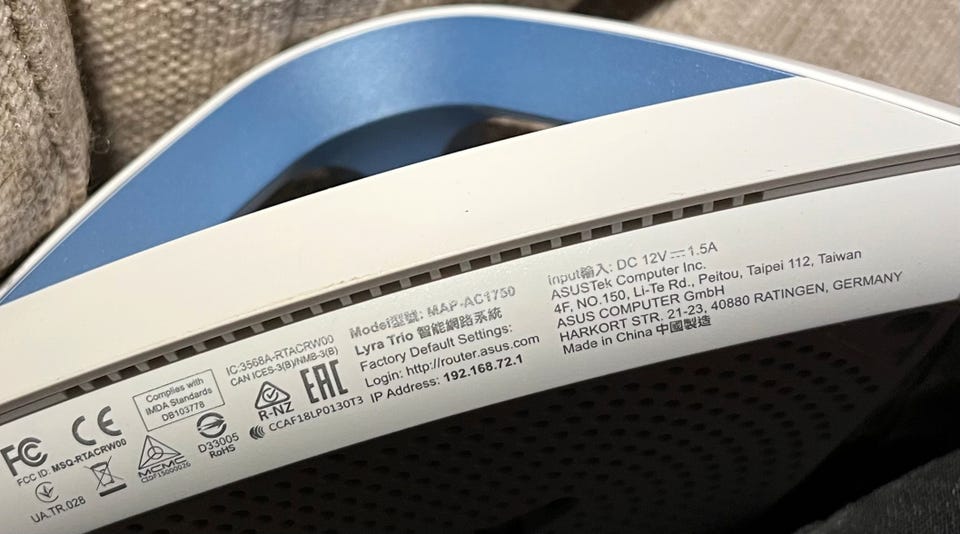 FC
FCC ID: MSQ-RTACRW00
UA.TR.028
CE
Complies with
IMDA Standards
DB103778
MCMC
CIDF15000026
D33005
RoHS
IC:3568A-RTACRW00
CAN ICES-3(B)/NMB-3(B)
R-NZ
EAC
CCAF18LP0130T3
Model型號: MAP-AC1750
Lyra Trio 智能網路系統
Factory Default Settings:
Login: http://router.asus.com
IP Address: 192.168.72.1
input輸入: DC 12V⎓1.5A
ASUSTek Computer Inc.
4F, NO.150, Li-Te Rd., Peitou, Taipei 112, Taiwan
ASUS COMPUTER GmbH
HARKORT STR. 21-23, 40880 RATINGEN, GERMANY
Made in China 中國製造